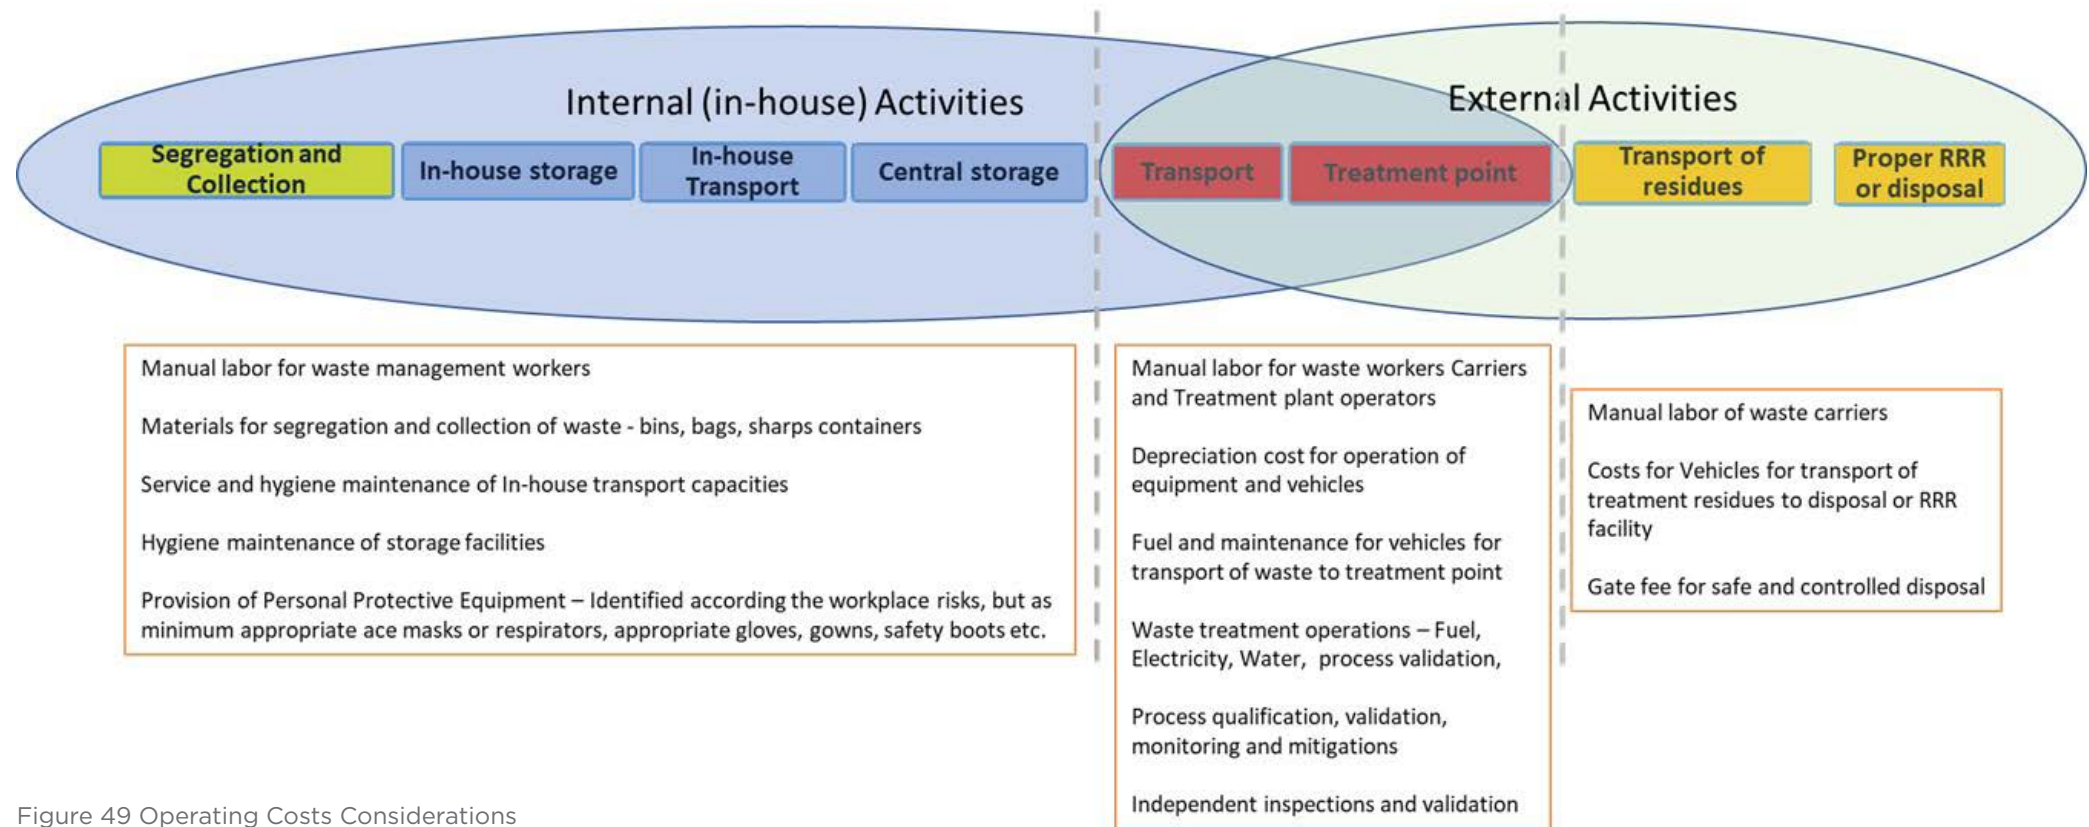 Internal (in-house) Activities
External Activities
Segregation and
Collection
In-house storage
In-house
Transport
Central storage
Transport
Treatment point
Transport of
residues
Proper RRR
or disposal
Manual labor for waste management workers
Materials for segregation and collection of waste - bins, bags, sharps containers
Service and hygiene maintenance of In-house transport capacities
Hygiene maintenance of storage facilities
Provision of Personal Protective Equipment – Identified according the workplace risks, but as
minimum appropriate ace masks or respirators, appropriate gloves, gowns, safety boots etc.
Manual labor for waste workers Carriers
and Treatment plant operators
Depreciation cost for operation of
equipment and vehicles
Fuel and maintenance for vehicles for
transport of waste to treatment point
Waste treatment operations – Fuel,
Electricity, Water, process validation,
Process qualification, validation,
monitoring and mitigations
Independent inspections and validation
Manual labor of waste carriers
Costs for Vehicles for transport of
treatment residues to disposal or RRR
facility
Gate fee for safe and controlled disposal
Figure 49 Operating Costs Considerations